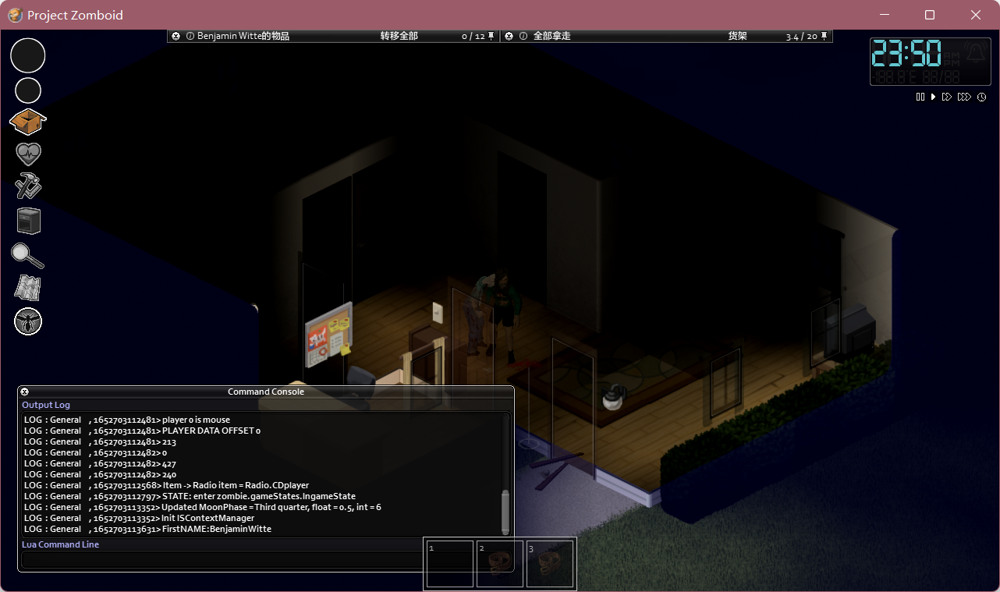 Project Zomboid
Benjamin Witte的物品 转移全部 0 / 12 全部拿走 货架 3.4 / 20
23:50
AM
PM
Command Console
Output Log
LOG : General , 1652703112481> player 0 is mouse
LOG : General , 1652703112481> PLAYER DATA OFFSET 0
LOG : General , 1652703112481> 213
LOG : General , 1652703112482> 0
LOG : General , 1652703112482> 427
LOG : General , 1652703112482> 240
LOG : General , 1652703112568> Item -> Radio item = Radio.CDplayer
LOG : General , 1652703112797> STATE: enter zombie.gameStates.IngameState
LOG : General , 1652703113352> Updated MoonPhase = Third quarter, float = 0.5, int = 6
LOG : General , 1652703113352> Init ISContextManager
LOG : General , 1652703113631> FirstNAME:BenjaminWitte
Lua Command Line
1 2 3